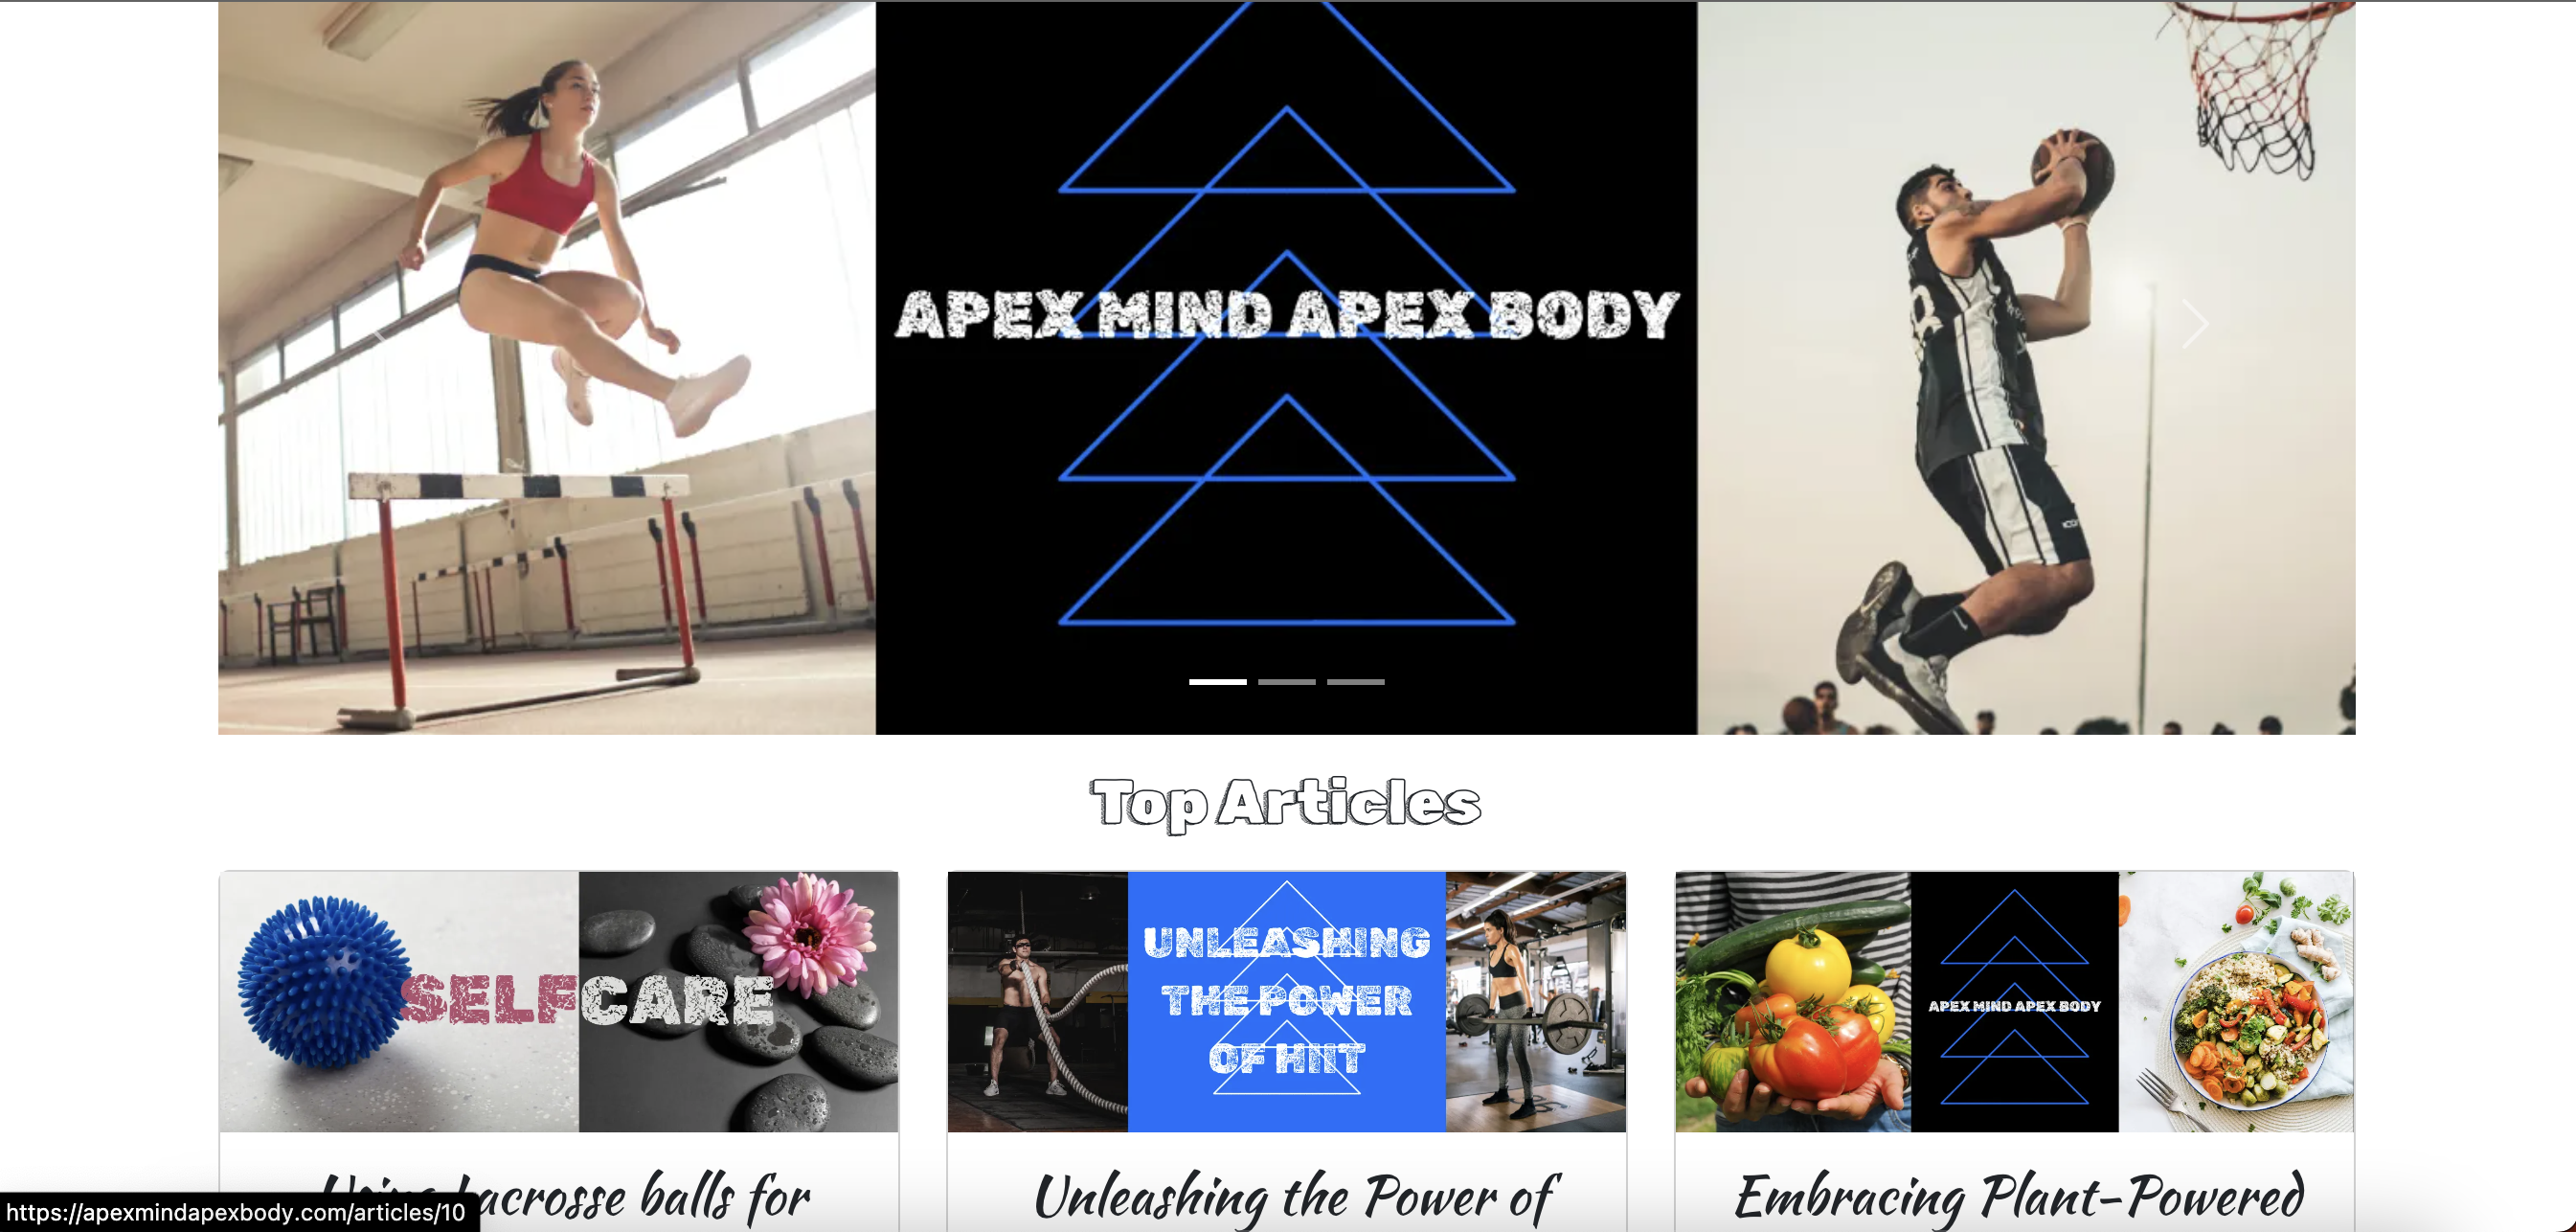 APEX MIND APEX BODY
Top Articles
SELFCARE
UNLEASHING
THE POWER
OF HIIT
APEX MIND APEX BODY
Using Lacrosse balls for
Unleashing the Power of
Embracing Plant-Powered
https://apexmindapexbody.com/articles/10